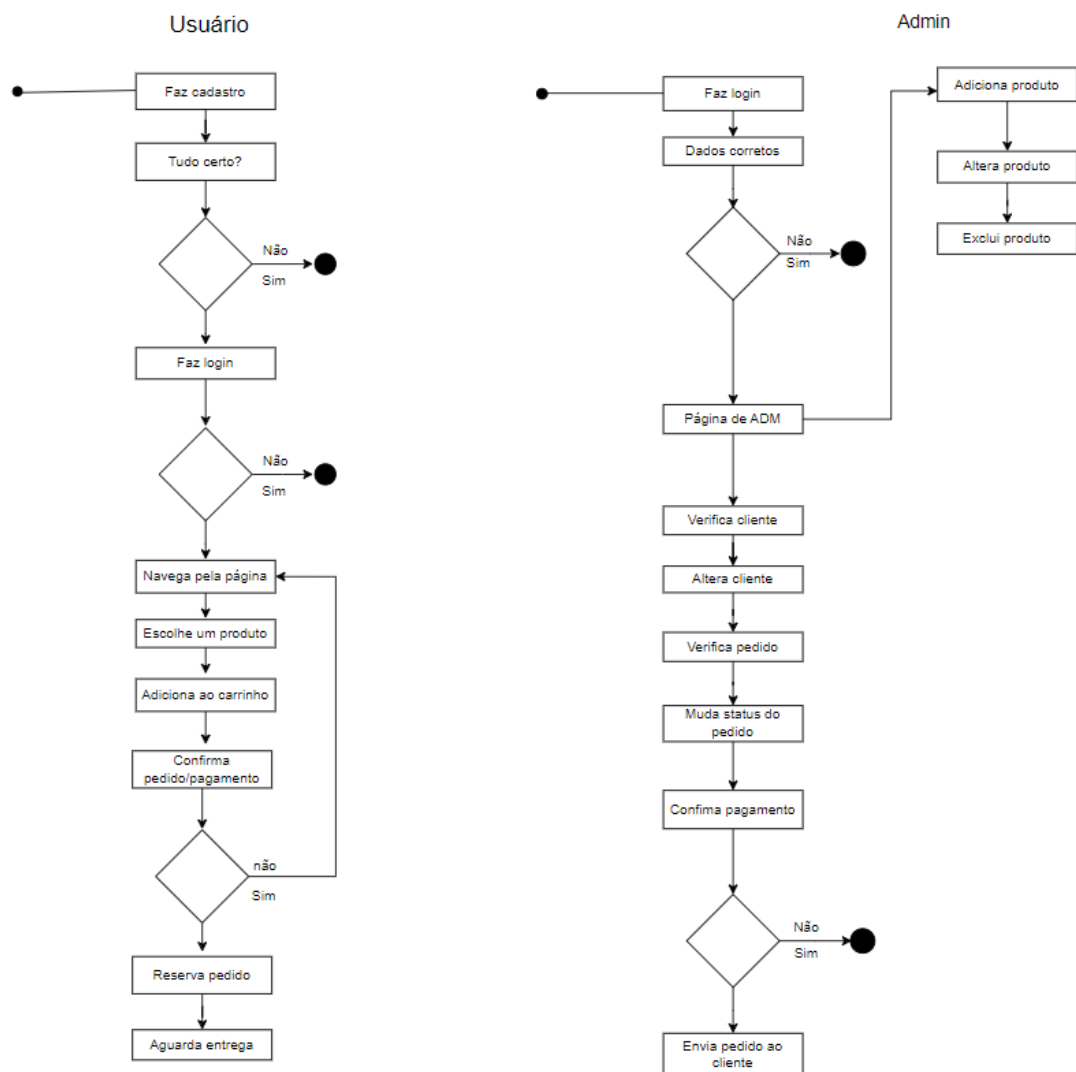 Usuário
Faz cadastro
Tudo certo?
Não
Sim
Faz login
Não
Sim
Navega pela página
Escolhe um produto
Adiciona ao carrinho
Confirma
pedido/pagamento
não
Sim
Reserva pedido
Aguarda entrega
Admin
Faz login
Dados corretos
Não
Sim
Página de ADM
Adiciona produto
Altera produto
Exclui produto
Verifica cliente
Altera cliente
Verifica pedido
Muda status do
pedido
Confima pagamento
Não
Sim
Envia pedido ao
cliente